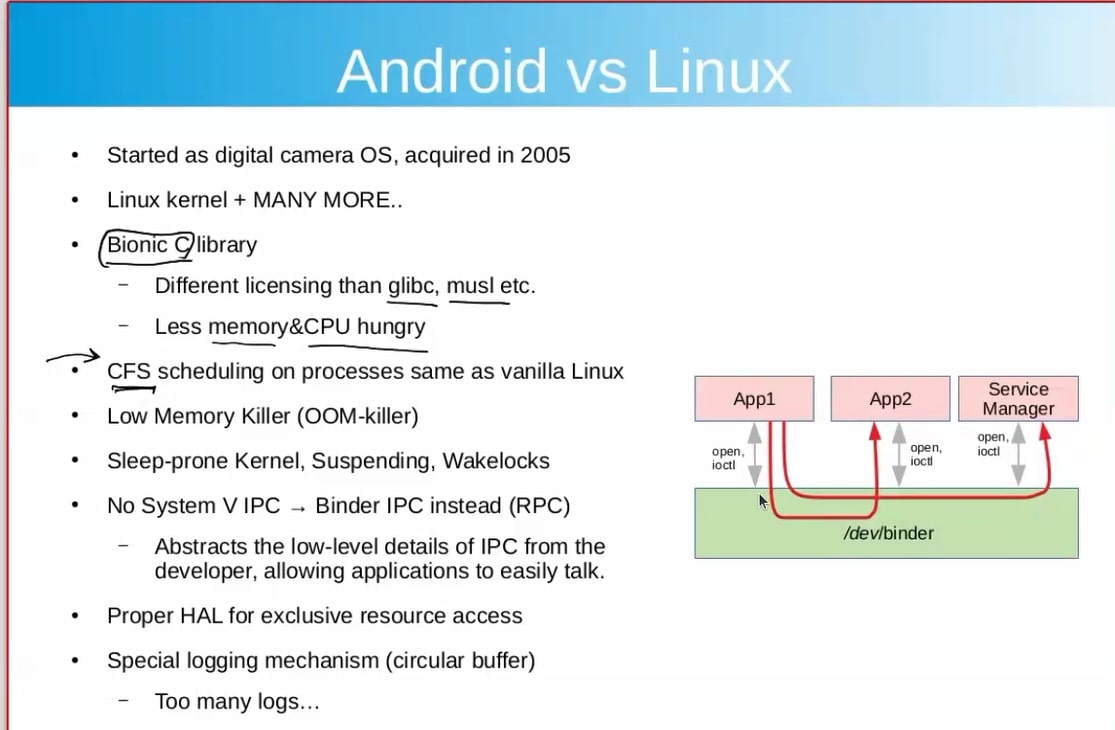 Android vs Linux
• Started as digital camera OS, acquired in 2005
• Linux kernel + MANY MORE..
• Bionic C library
– Different licensing than glibc, musl etc.
– Less memory&CPU hungry
• CFS scheduling on processes same as vanilla Linux
• Low Memory Killer (OOM-killer)
• Sleep-prone Kernel, Suspending, Wakelocks
• No System V IPC → Binder IPC instead (RPC)
– Abstracts the low-level details of IPC from the
developer, allowing applications to easily talk.
• Proper HAL for exclusive resource access
• Special logging mechanism (circular buffer)
– Too many logs…
App1
App2
Service
Manager
open,
ioctl
open,
ioctl
open,
ioctl
/dev/binder